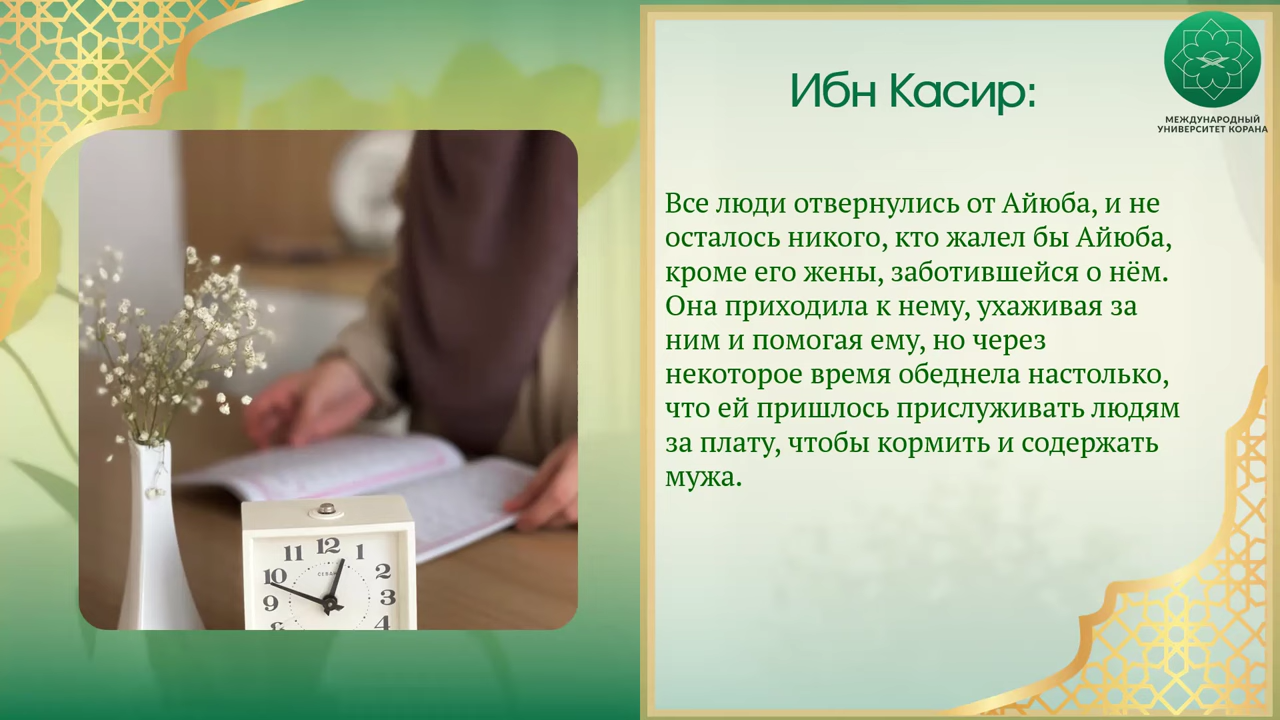 Ибн Касир:
МЕЖДУНАРОДНЫЙ
УНИВЕРСИТЕТ КОРАНА
Все люди отвернулись от Айюба, и не
осталось никого, кто жалел бы Айюба,
кроме его жены, заботившейся о нём.
Она приходила к нему, ухаживая за
ним и помогая ему, но через
некоторое время обеднела настолько,
что ей пришлось прислуживать людям
за плату, чтобы кормить и содержать
мужа.
11 12 1
10 2
9 3
8 4